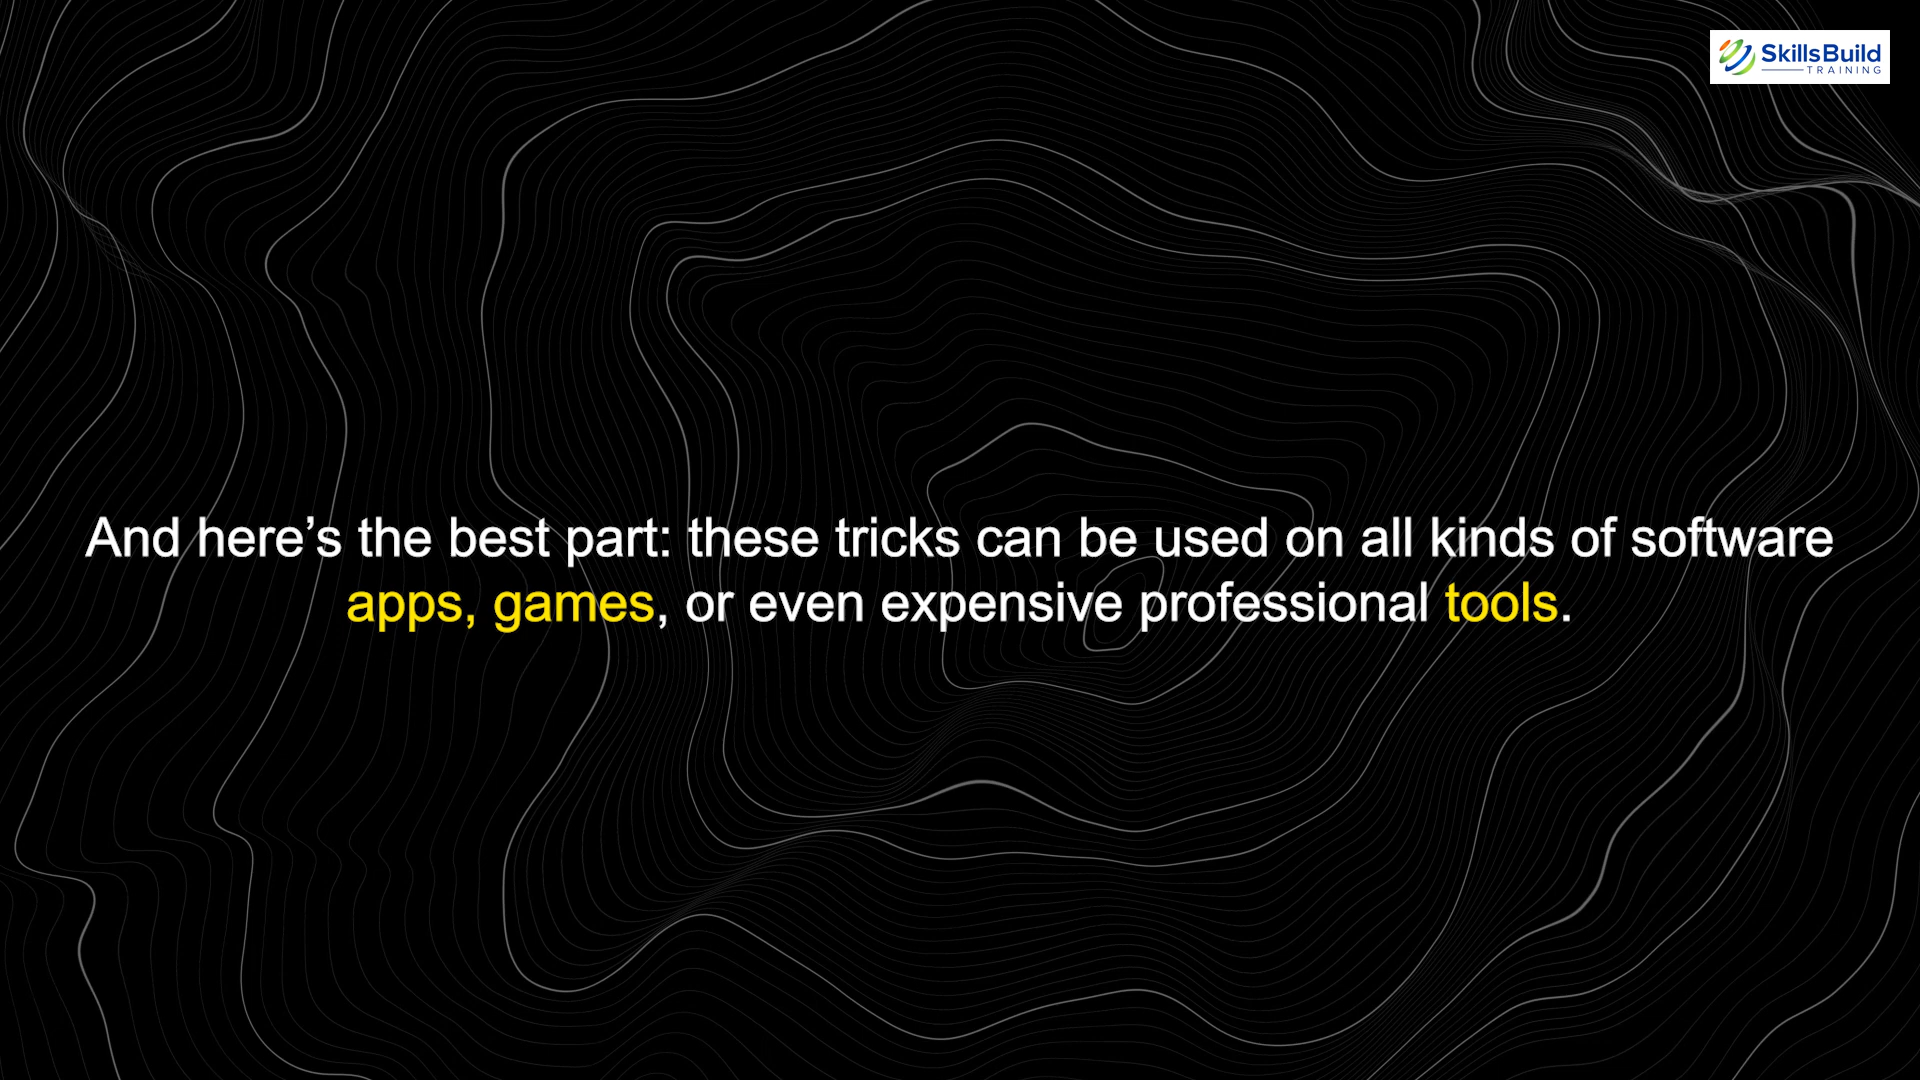 SkillsBuild
TRAINING
And here’s the best part: these tricks can be used on all kinds of software
apps, games, or even expensive professional tools.